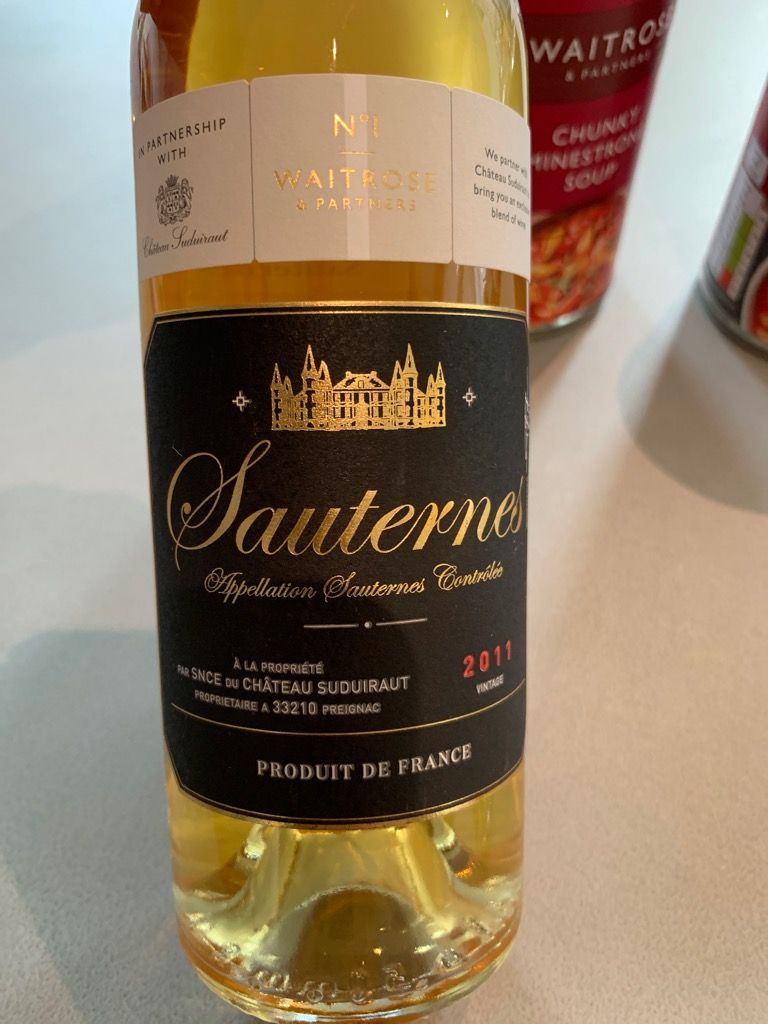 IN PARTNERSHIP
WITH
Château Suduiraut
Nº1
WAITROSE
& PARTNERS
We partner with
Château Suduiraut
bring you an
blend of wine
Sauternes
Appellation Sauternes Contrôlée
À LA PROPRIÉTÉ
PAR SNCE DU CHÂTEAU SUDUIRAUT
PROPRIETAIRE A 33210 PREIGNAC
2011
VINTAGE
PRODUIT DE FRANCE
WAITROSE
& PARTNERS
CHUNKY
MINESTRONE
SOUP